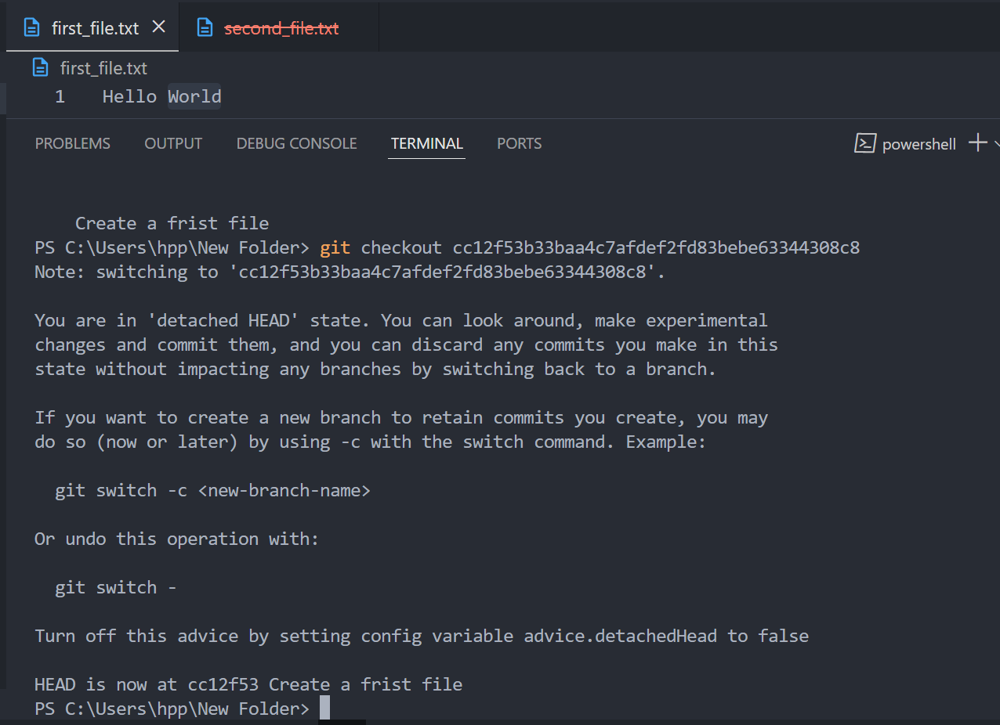 first_file.txt
second_file.txt
first_file.txt
1 Hello World
PROBLEMS OUTPUT DEBUG CONSOLE TERMINAL PORTS powershell
Create a frist file
PS C:\Users\hpp\New Folder> git checkout cc12f53b33baa4c7afdef2fd83bebe63344308c8
Note: switching to 'cc12f53b33baa4c7afdef2fd83bebe63344308c8'.
You are in 'detached HEAD' state. You can look around, make experimental
changes and commit them, and you can discard any commits you make in this
state without impacting any branches by switching back to a branch.
If you want to create a new branch to retain commits you create, you may
do so (now or later) by using -c with the switch command. Example:
git switch -c <new-branch-name>
Or undo this operation with:
git switch -
Turn off this advice by setting config variable advice.detachedHead to false
HEAD is now at cc12f53 Create a frist file
PS C:\Users\hpp\New Folder>